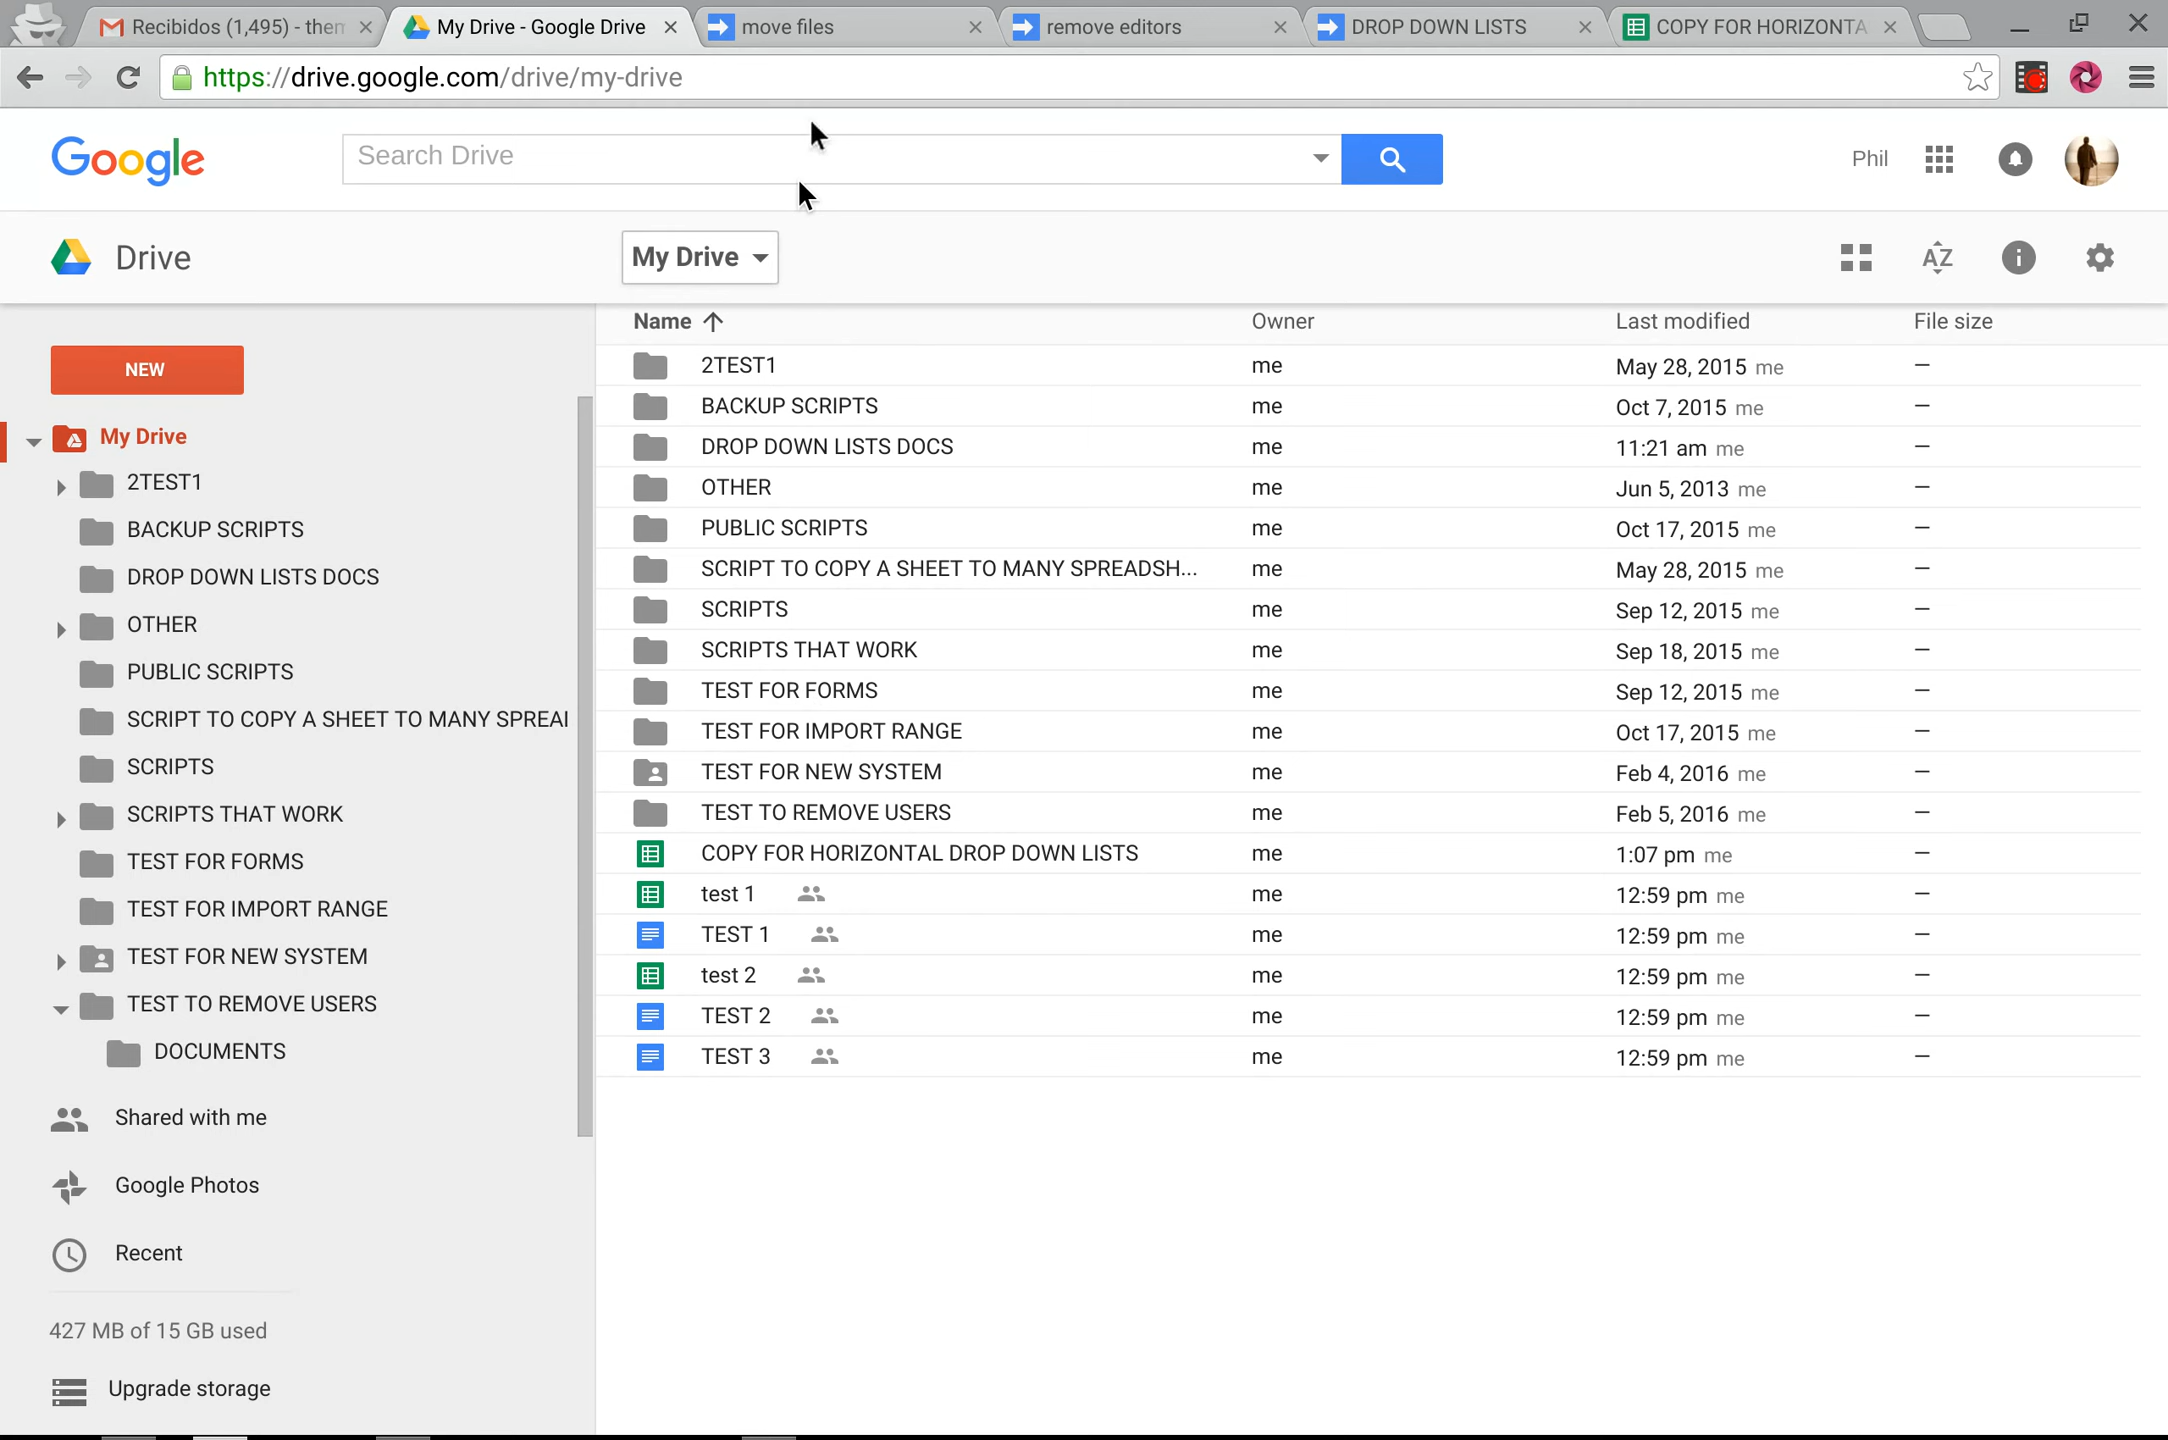 Recibidos (1,495) - them
My Drive - Google Drive
move files
remove editors
DROP DOWN LISTS
COPY FOR HORIZONTA
https://drive.google.com/drive/my-drive
Google
Search Drive
Phil
Drive
My Drive
NEW
My Drive
2TEST1
BACKUP SCRIPTS
DROP DOWN LISTS DOCS
OTHER
PUBLIC SCRIPTS
SCRIPT TO COPY A SHEET TO MANY SPREAI
SCRIPTS
SCRIPTS THAT WORK
TEST FOR FORMS
TEST FOR IMPORT RANGE
TEST FOR NEW SYSTEM
TEST TO REMOVE USERS
DOCUMENTS
Shared with me
Google Photos
Recent
427 MB of 15 GB used
Upgrade storage
Name Owner Last modified File size
2TEST1 me May 28, 2015 me —
BACKUP SCRIPTS me Oct 7, 2015 me —
DROP DOWN LISTS DOCS me 11:21 am me —
OTHER me Jun 5, 2013 me —
PUBLIC SCRIPTS me Oct 17, 2015 me —
SCRIPT TO COPY A SHEET TO MANY SPREADSH... me May 28, 2015 me —
SCRIPTS me Sep 12, 2015 me —
SCRIPTS THAT WORK me Sep 18, 2015 me —
TEST FOR FORMS me Sep 12, 2015 me —
TEST FOR IMPORT RANGE me Oct 17, 2015 me —
TEST FOR NEW SYSTEM me Feb 4, 2016 me —
TEST TO REMOVE USERS me Feb 5, 2016 me —
COPY FOR HORIZONTAL DROP DOWN LISTS me 1:07 pm me —
test 1 me 12:59 pm me —
TEST 1 me 12:59 pm me —
test 2 me 12:59 pm me —
TEST 2 me 12:59 pm me —
TEST 3 me 12:59 pm me —